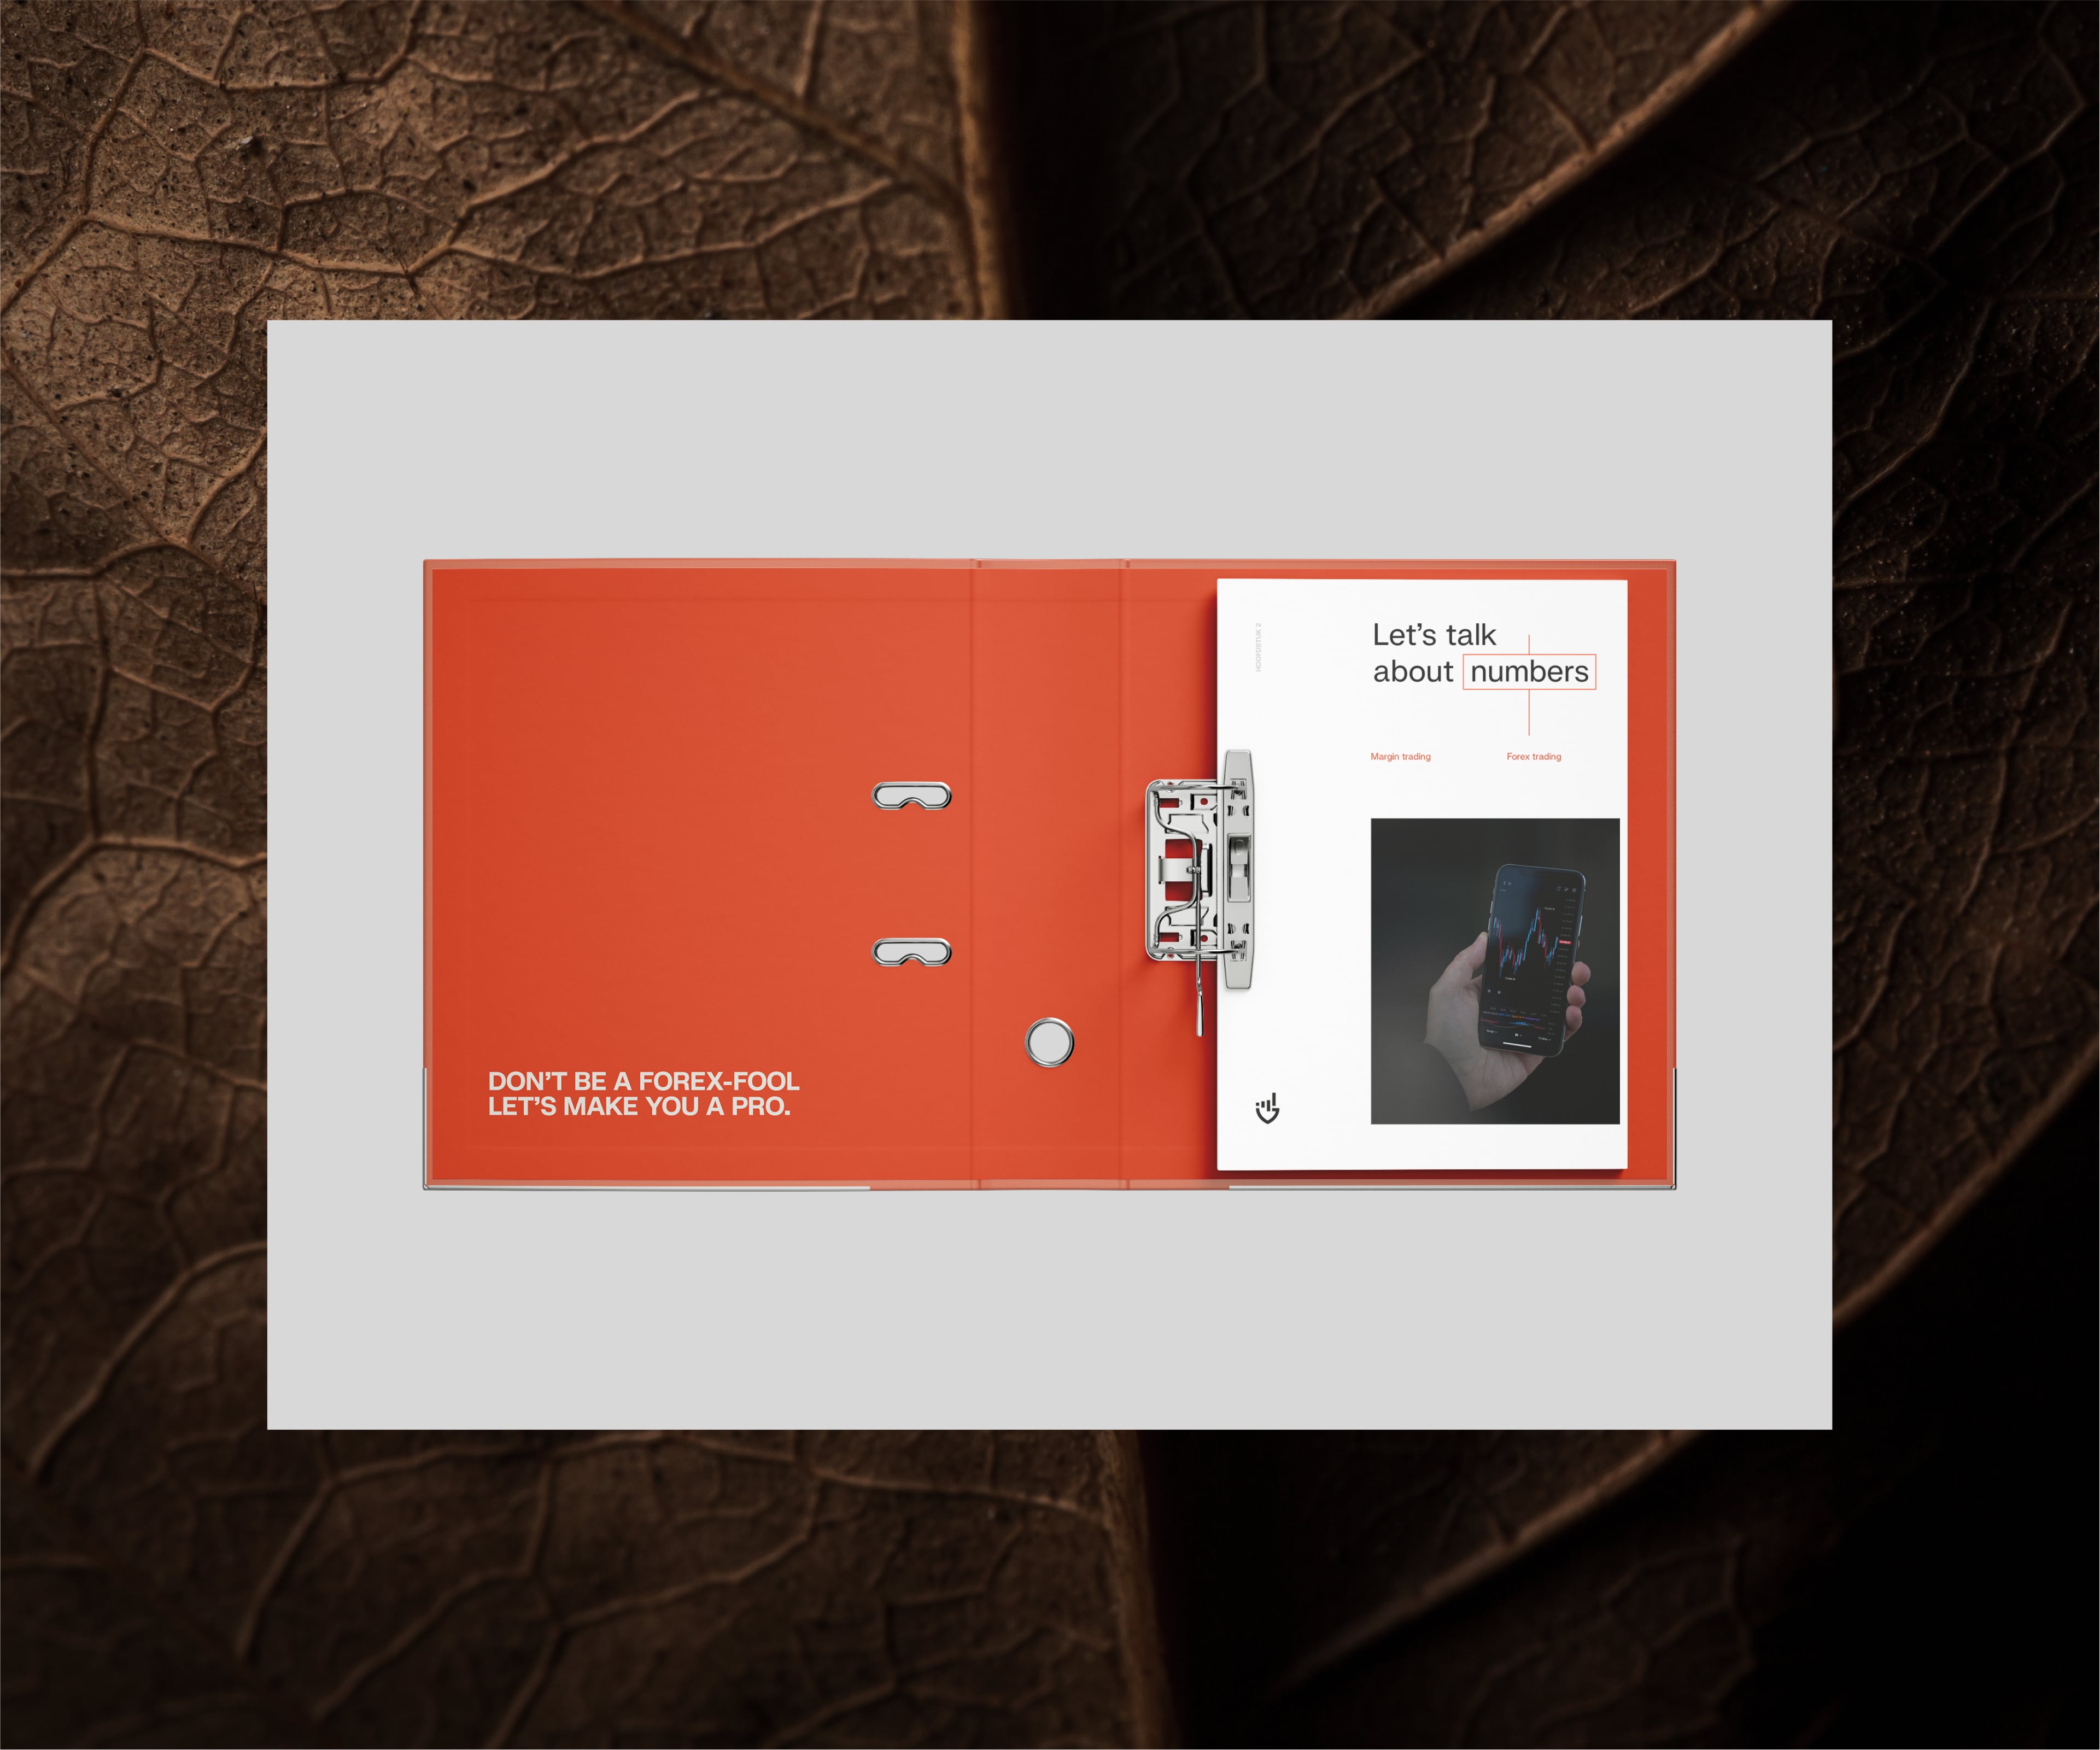 DON'T BE A FOREX-FOOL
LET'S MAKE YOU A PRO.
HOOFDSTUK 2
Let's talk
about numbers
Margin trading
Forex trading